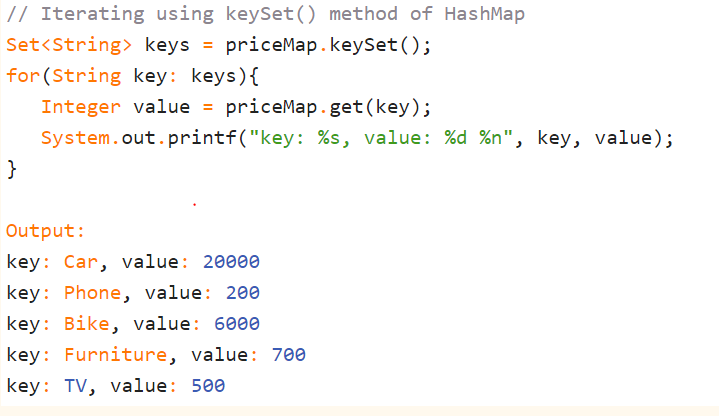 // Iterating using keySet() method of HashMap
Set<String> keys = priceMap.keySet();
for(String key: keys){
   Integer value = priceMap.get(key);
   System.out.printf("key: %s, value: %d %n", key, value);
}
Output:
key: Car, value: 20000
key: Phone, value: 200
key: Bike, value: 6000
key: Furniture, value: 700
key: TV, value: 500